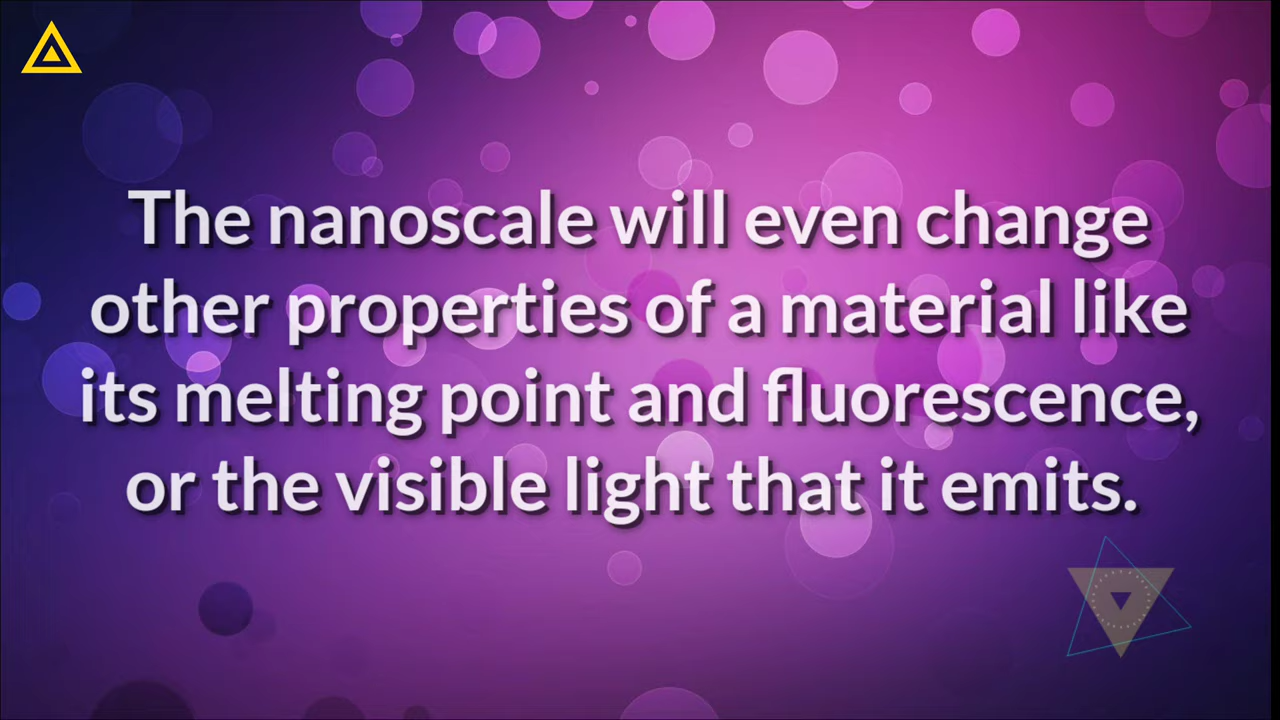 The nanoscale will even change
other properties of a material like
its melting point and fluorescence,
or the visible light that it emits.